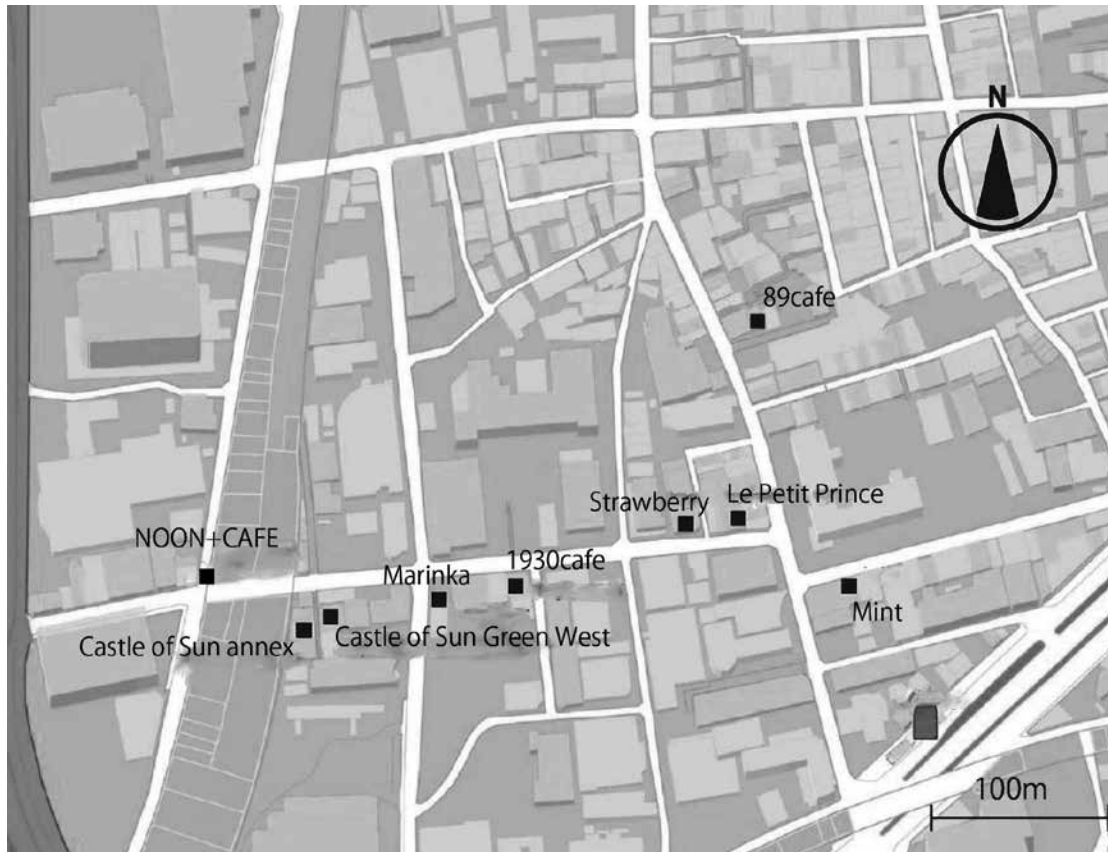 N
89cafe
Strawberry
Le Petit Prince
NOON+CAFE
1930cafe
Marinka
Mint
Castle of Sun annex
Castle of Sun Green West
100m